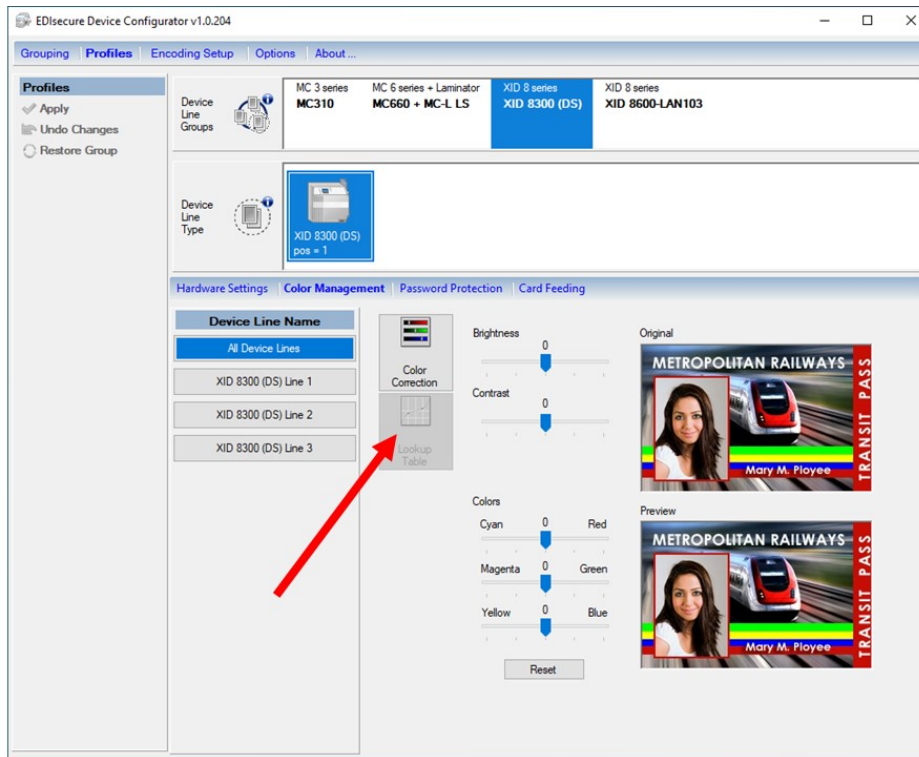 EDIsecure Device Configurator v1.0.204
Grouping Profiles Encoding Setup Options About ...
Profiles
Apply
Undo Changes
Restore Group
Device
Line
Groups
MC 3 series
MC310
MC 6 series + Laminator
MC660 + MC-L LS
XID 8 series
XID 8300 (DS)
XID 8 series
XID 8600-LAN103
Device
Line
Type
XID 8300 (DS)
pos = 1
Hardware Settings Color Management Password Protection Card Feeding
Device Line Name
All Device Lines
XID 8300 (DS) Line 1
XID 8300 (DS) Line 2
XID 8300 (DS) Line 3
Color
Correction
Lookup
Table
Brightness
0
Contrast
0
Colors
Cyan 0 Red
Magenta 0 Green
Yellow 0 Blue
Reset
Original
METROPOLITAN RAILWAYS
TRANSIT PASS
Mary M. Ployee
Preview
METROPOLITAN RAILWAYS
TRANSIT PASS
Mary M. Ployee